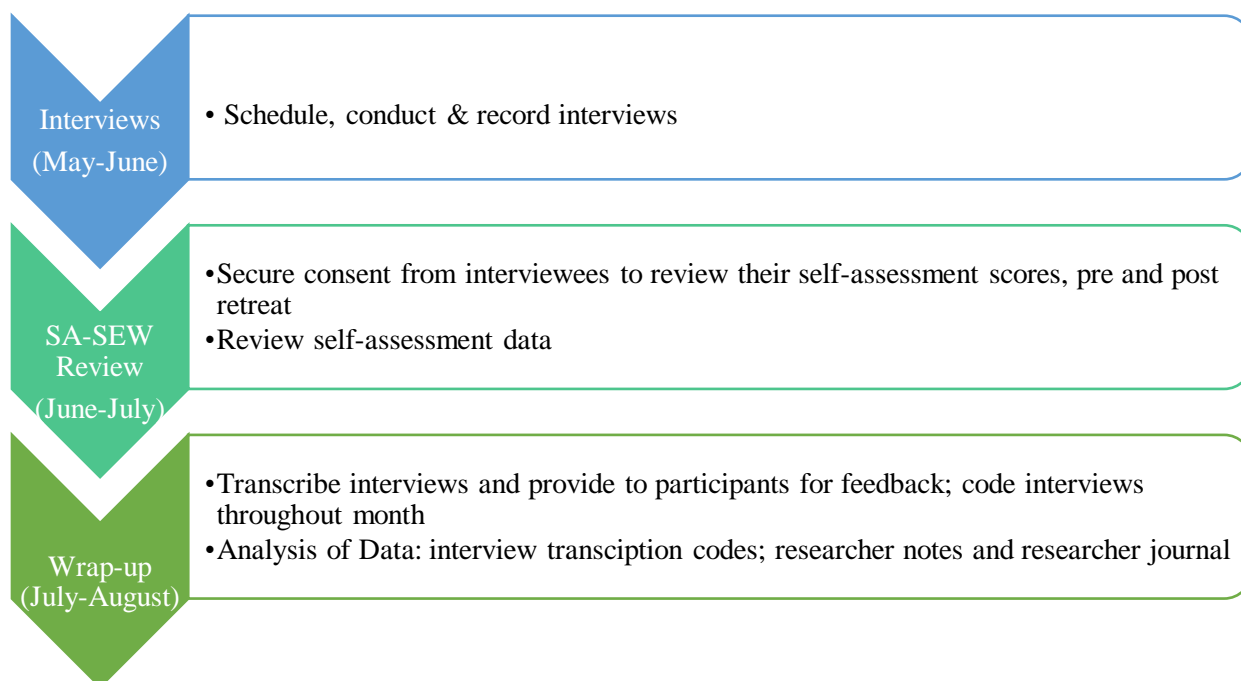 Interviews
(May-June)
• Schedule, conduct & record interviews
SA-SEW
Review
(June-July)
•Secure consent from interviewees to review their self-assessment scores, pre and post
retreat
•Review self-assessment data
Wrap-up
(July-August)
•Transcribe interviews and provide to participants for feedback; code interviews
throughout month
•Analysis of Data: interview transciption codes; researcher notes and researcher journal